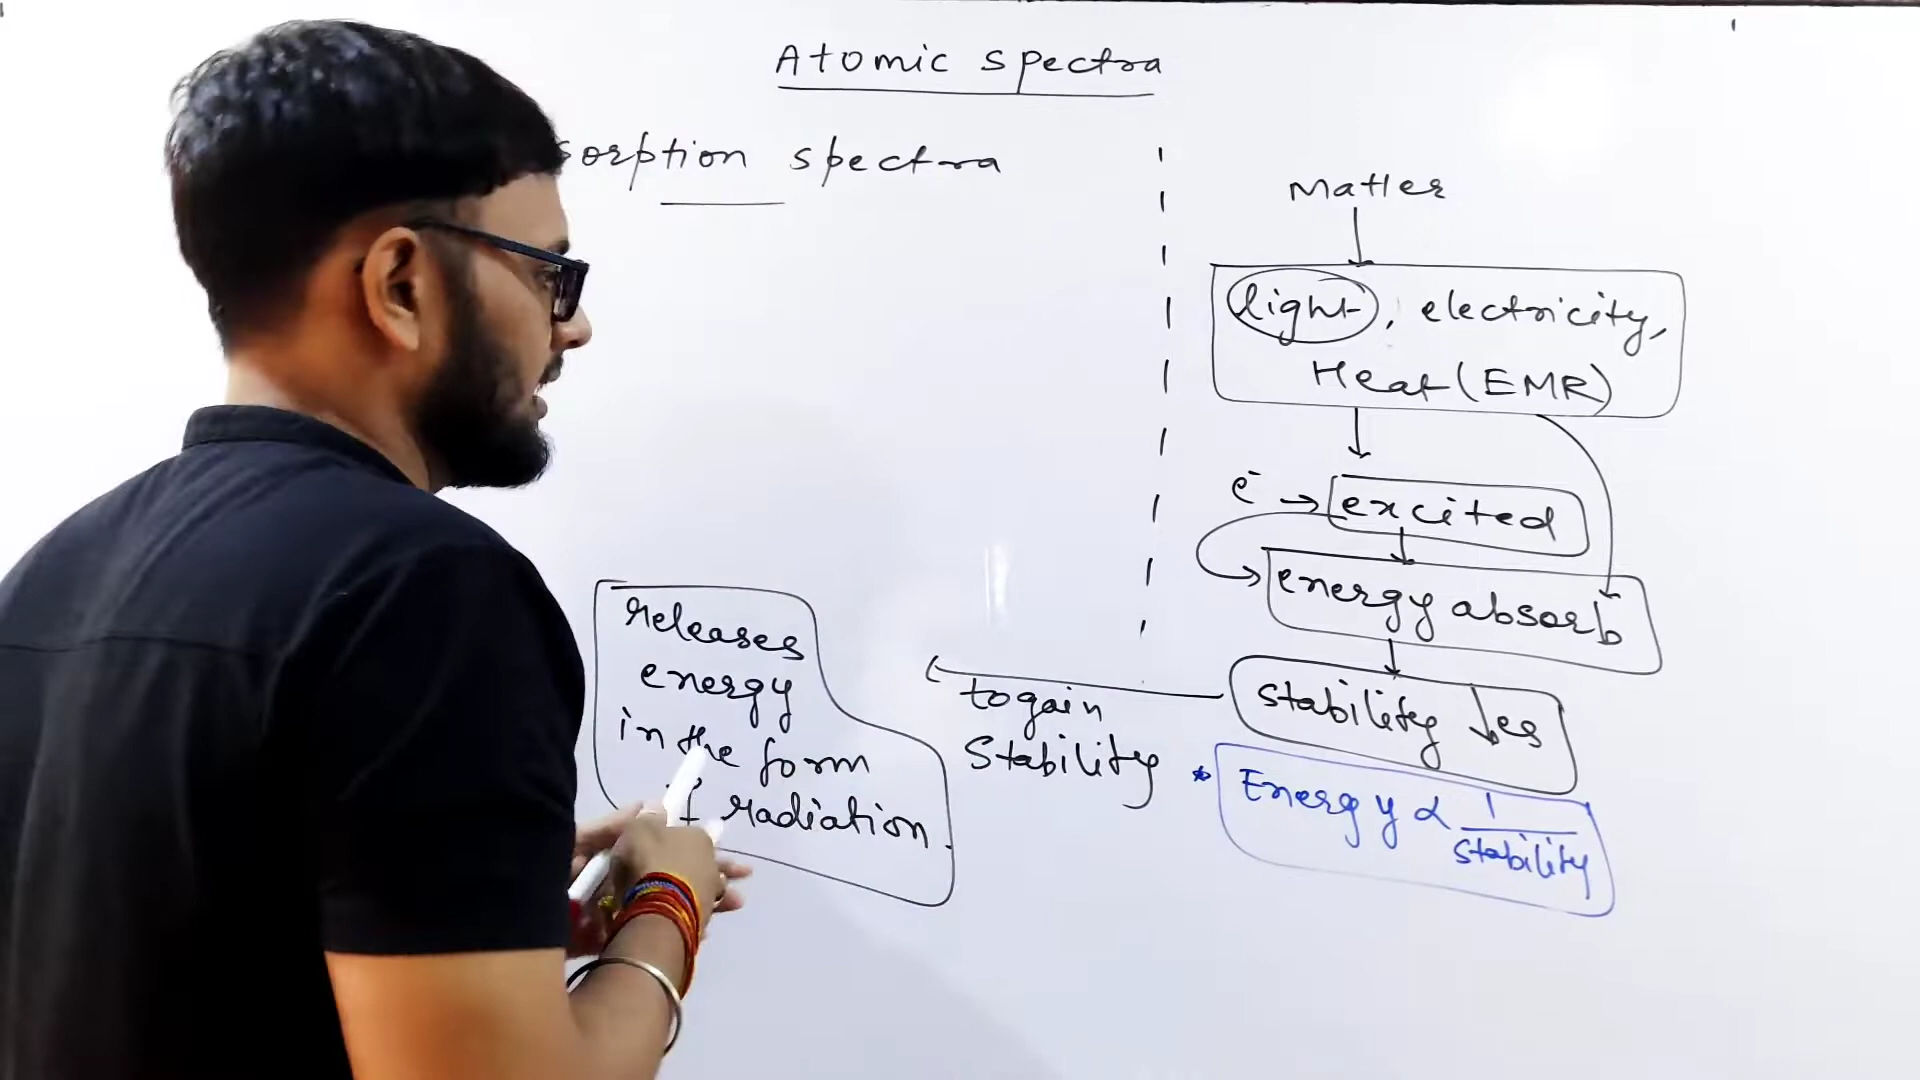 Atomic spectra
sorption spectra
Matter
light, electricity,
Heat (EMR)
e⁻ → excited
energy absorb
stability ↓es
to gain
Stability
* Energy ∝ 1/stability
releases
energy
in the form
f radiation.